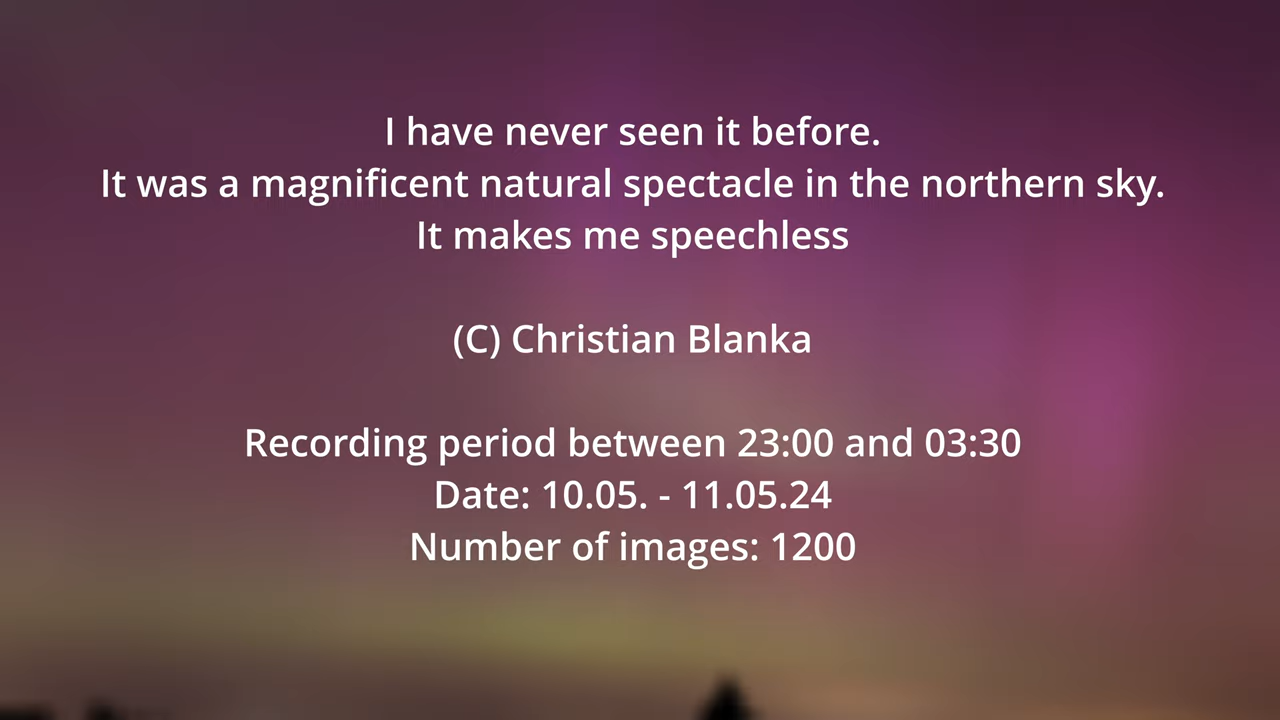 I have never seen it before.
It was a magnificent natural spectacle in the northern sky.
It makes me speechless
(C) Christian Blanka
Recording period between 23:00 and 03:30
Date: 10.05. - 11.05.24
Number of images: 1200